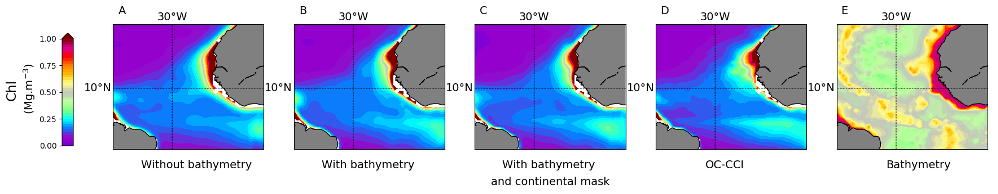 A
B
C
D
E
30°W
30°W
30°W
30°W
30°W
1.00
0.75
0.50
0.25
0.00
Chl
(Mg.m⁻³)
10°N
10°N
10°N
10°N
10°N
Without bathymetry
With bathymetry
With bathymetry
and continental mask
OC-CCI
Bathymetry